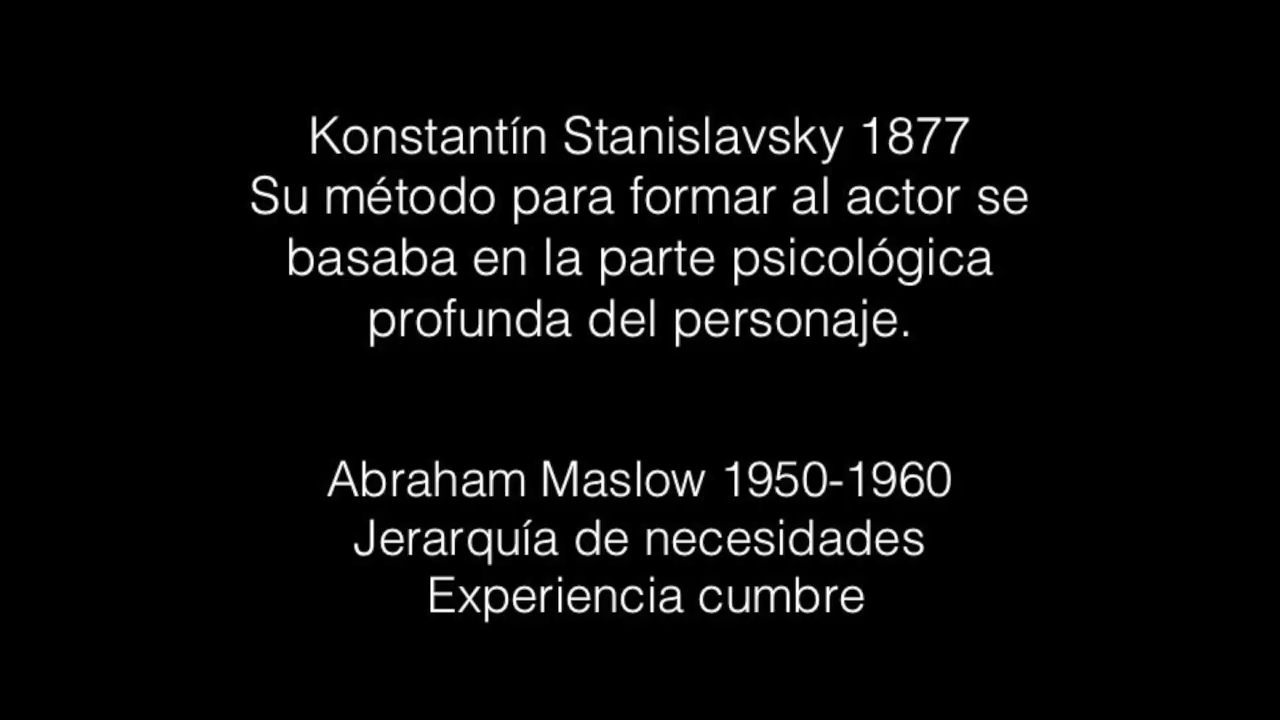 Konstantín Stanislavsky 1877
Su método para formar al actor se
basaba en la parte psicológica
profunda del personaje.
Abraham Maslow 1950-1960
Jerarquía de necesidades
Experiencia cumbre